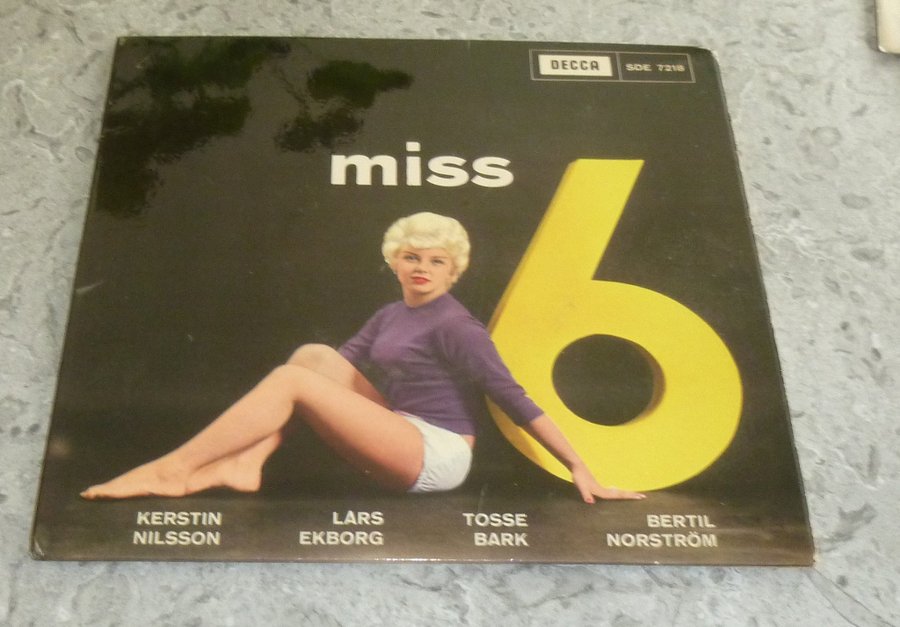 DECCA SDE 7218
miss
6
KERSTIN NILSSON
LARS EKBORG
TOSSE BARK
BERTIL NORSTRÖM